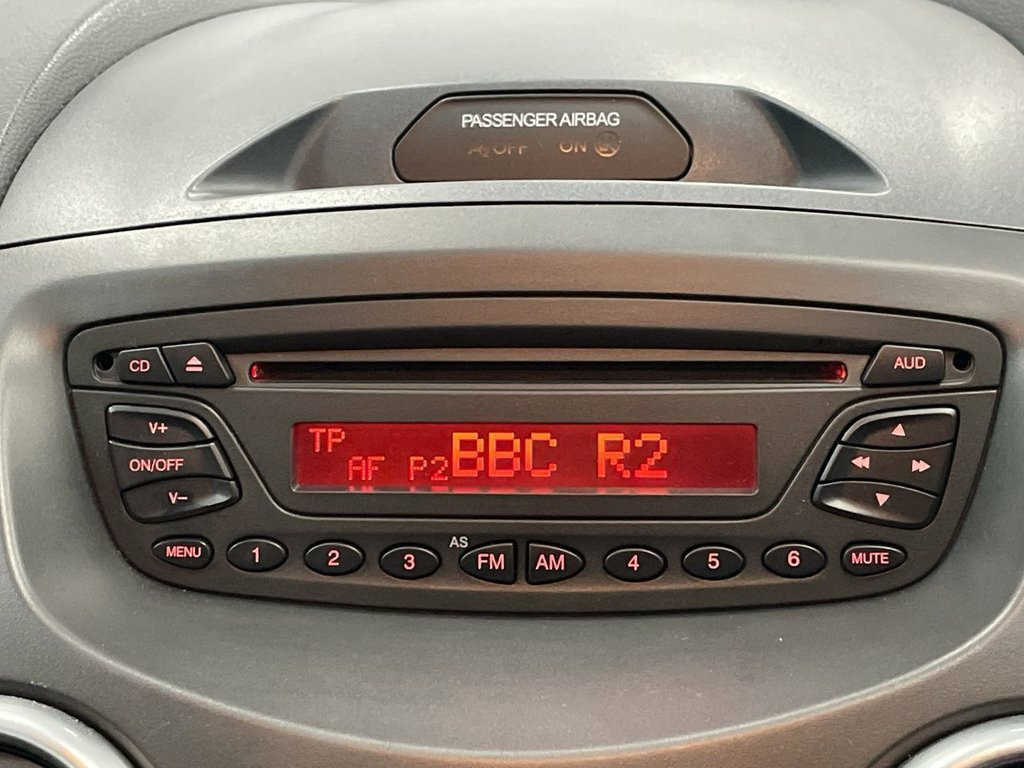 PASSENGER AIRBAG
OFF ON
CD AUD
V+
ON/OFF
V-
TP
AF P2 BBC R2
AS
MENU 1 2 3 FM AM 4 5 6 MUTE